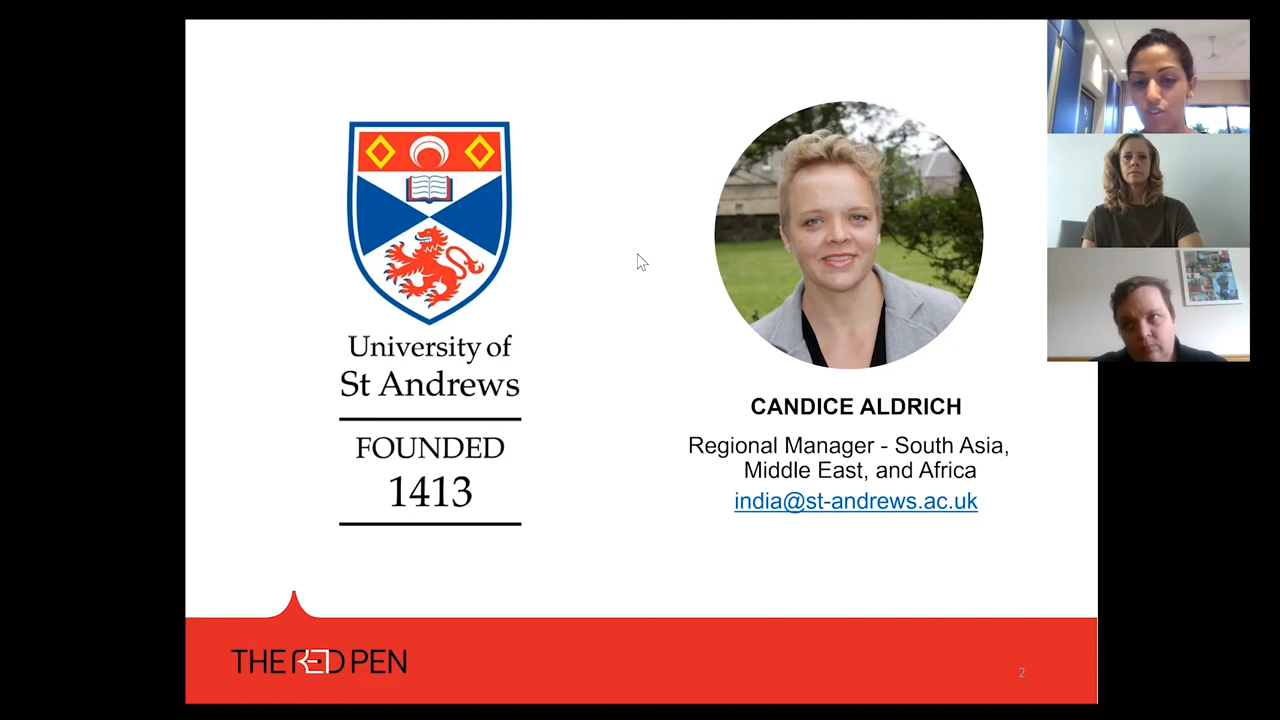 University of
St Andrews
FOUNDED
1413
CANDICE ALDRICH
Regional Manager - South Asia,
Middle East, and Africa
india@st-andrews.ac.uk
THE RED PEN
2